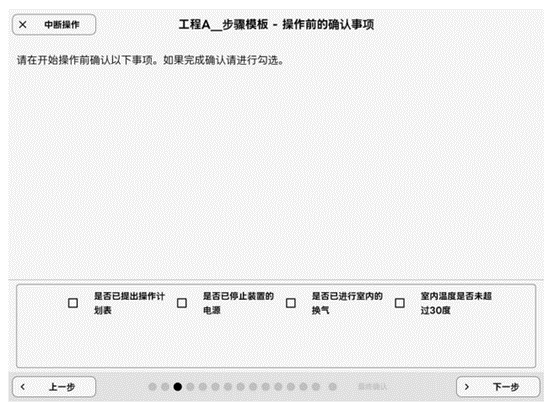 × 中断操作
工程A__步骤模板 - 操作前的确认事项
请在开始操作前确认以下事项。如果完成确认请进行勾选。
是否已提出操作计
划表
是否已停止装置的
电源
是否已进行室内的
换气
室内温度是否未超
过30度
< 上一步
最终确认
> 下一步